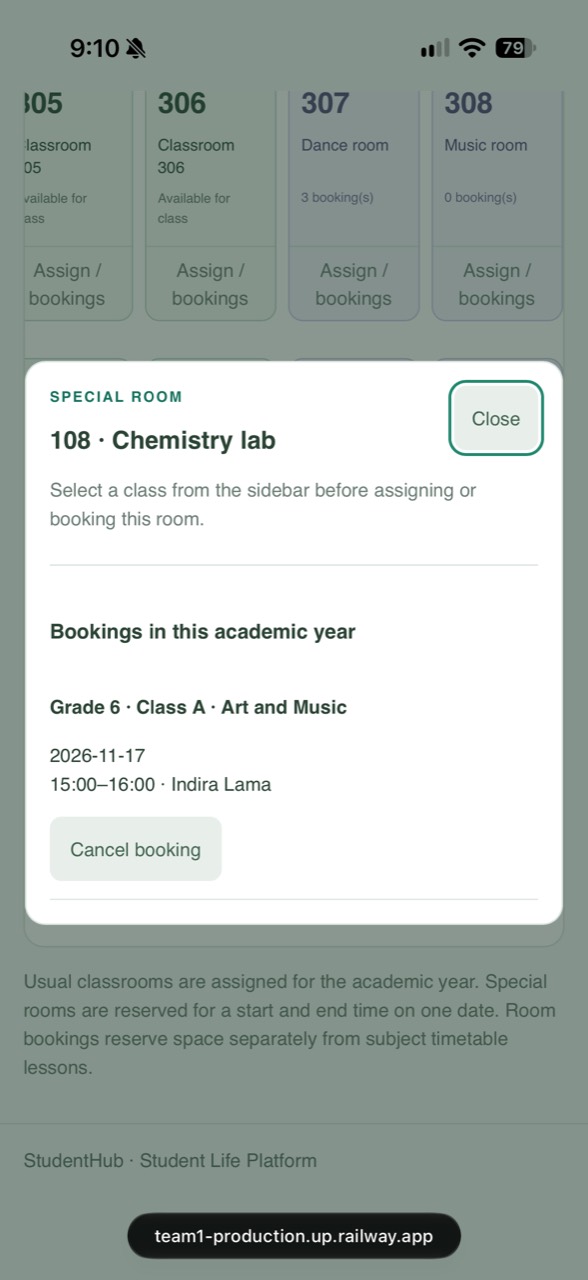 9:10
79
305
306
307
308
Classroom
Classroom
Dance room
Music room
05
306
Available for
Available for
3 booking(s)
0 booking(s)
class
class
Assign /
Assign /
Assign /
Assign /
bookings
bookings
bookings
bookings
SPECIAL ROOM
Close
108 · Chemistry lab
Select a class from the sidebar before assigning or
booking this room.
Bookings in this academic year
Grade 6 · Class A · Art and Music
2026-11-17
15:00–16:00 · Indira Lama
Cancel booking
Usual classrooms are assigned for the academic year. Special
rooms are reserved for a start and end time on one date. Room
bookings reserve space separately from subject timetable
lessons.
StudentHub · Student Life Platform
team1-production.up.railway.app